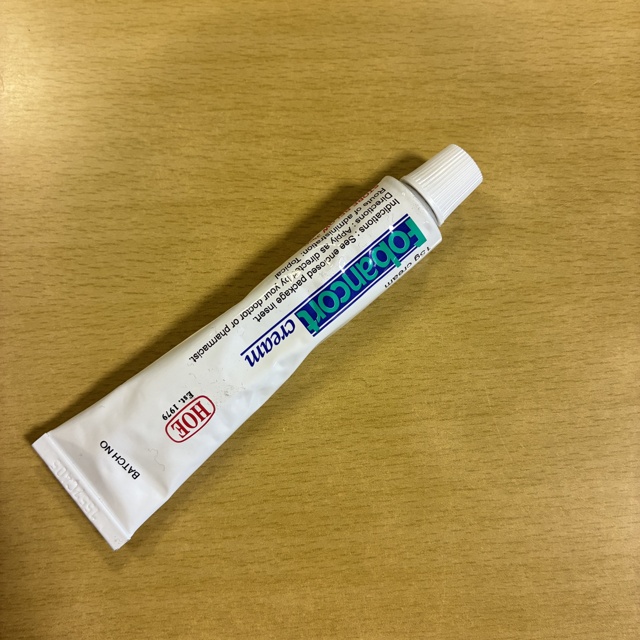 15g cream
Fobancort
cream
Indications : See enclosed package insert.
Directions : Apply as directed by your doctor or pharmacist.
Route of administration: Topical
HOE
Est. 1979
BATCH NO